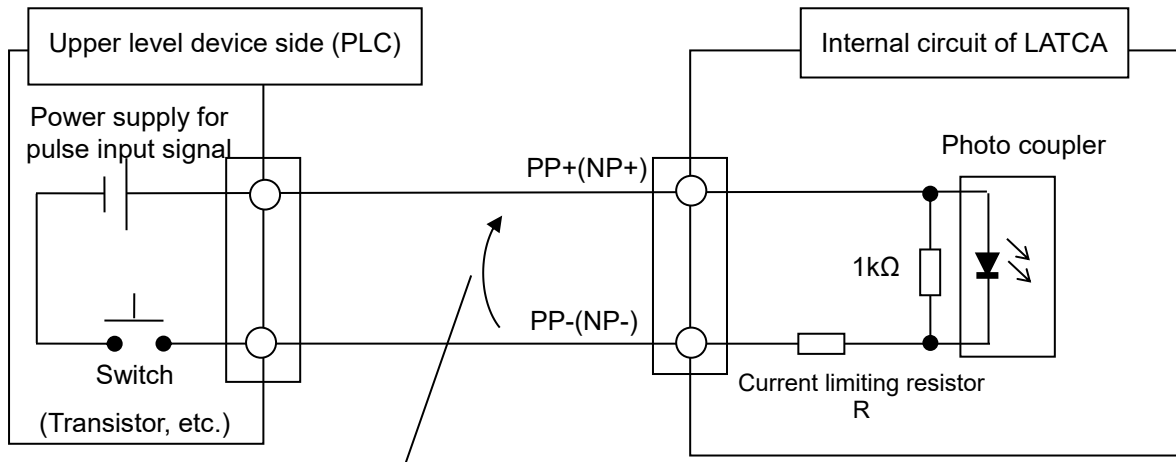 Upper level device side (PLC)
Internal circuit of LATCA
Power supply for
pulse input signal
Photo coupler
PP+(NP+)
1kΩ
PP-(NP-)
Switch
Current limiting resistor
R
(Transistor, etc.)